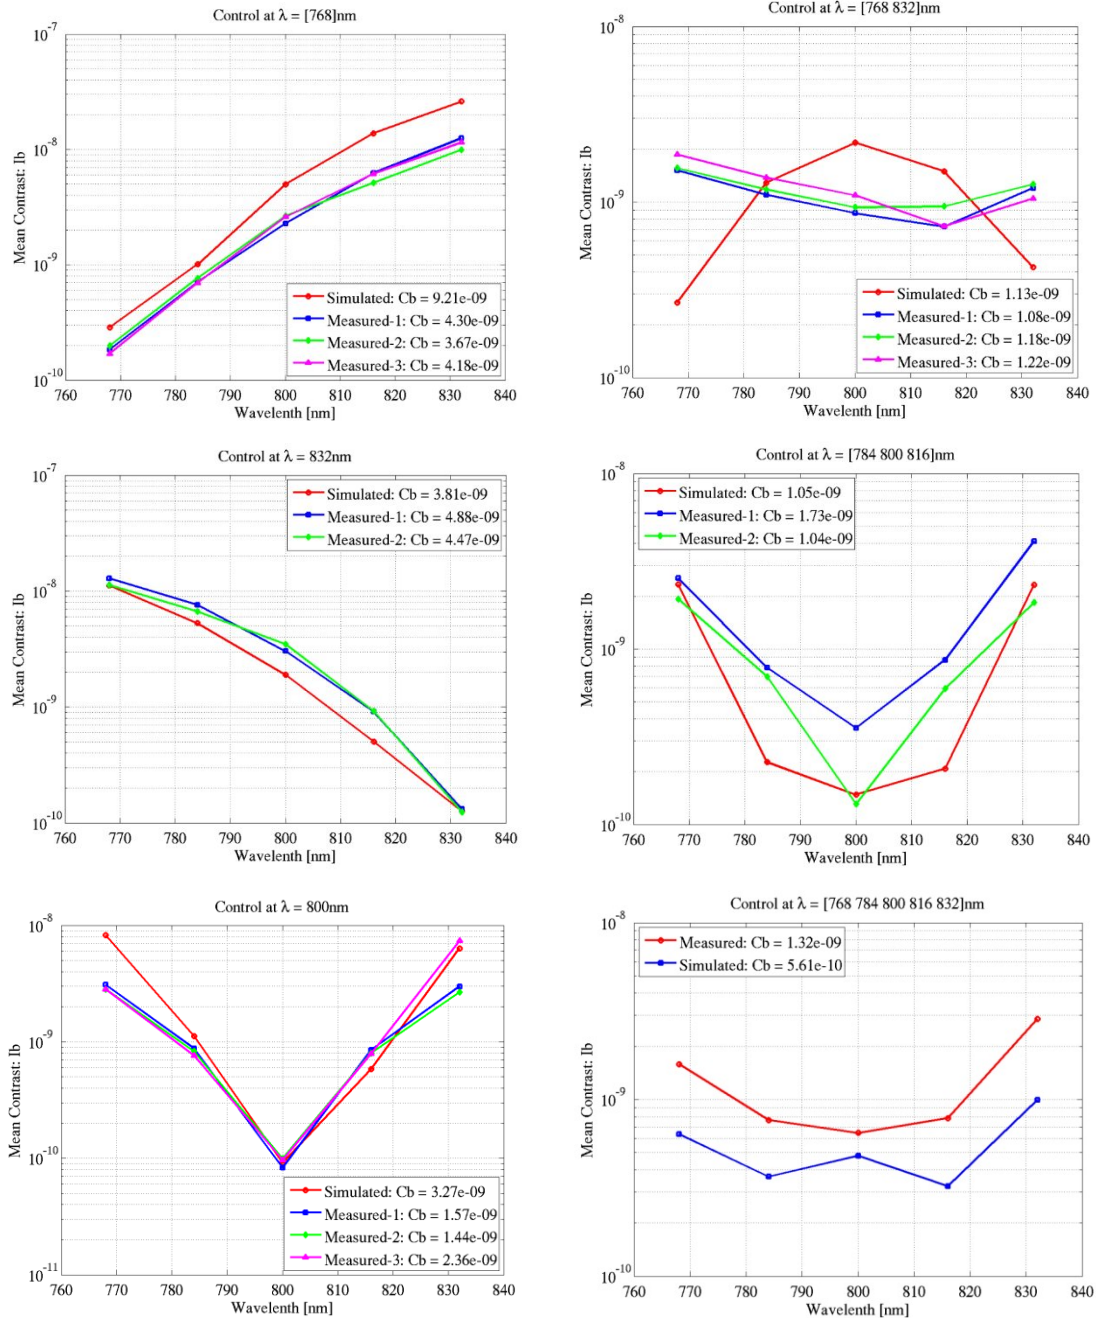 Control at λ = [768]nm
10⁻⁷
10⁻⁸
10⁻⁹
10⁻¹⁰
Mean Contrast: Ib
Simulated: Cb = 9.21e-09
Measured-1: Cb = 4.30e-09
Measured-2: Cb = 3.67e-09
Measured-3: Cb = 4.18e-09
760 770 780 790 800 810 820 830 840
Wavelenth [nm]
Control at λ = [768 832]nm
10⁻⁸
10⁻⁹
10⁻¹⁰
Mean Contrast: Ib
Simulated: Cb = 1.13e-09
Measured-1: Cb = 1.08e-09
Measured-2: Cb = 1.18e-09
Measured-3: Cb = 1.22e-09
760 770 780 790 800 810 820 830 840
Wavelenth [nm]
Control at λ = 832nm
10⁻⁷
10⁻⁸
10⁻⁹
10⁻¹⁰
Mean Contrast: Ib
Simulated: Cb = 3.81e-09
Measured-1: Cb = 4.88e-09
Measured-2: Cb = 4.47e-09
760 770 780 790 800 810 820 830 840
Wavelenth [nm]
Control at λ = [784 800 816]nm
10⁻⁸
10⁻⁹
10⁻¹⁰
Mean Contrast: Ib
Simulated: Cb = 1.05e-09
Measured-1: Cb = 1.73e-09
Measured-2: Cb = 1.04e-09
760 770 780 790 800 810 820 830 840
Wavelenth [nm]
Control at λ = 800nm
10⁻⁸
10⁻⁹
10⁻¹⁰
10⁻¹¹
Mean Contrast: Ib
Simulated: Cb = 3.27e-09
Measured-1: Cb = 1.57e-09
Measured-2: Cb = 1.44e-09
Measured-3: Cb = 2.36e-09
760 770 780 790 800 810 820 830 840
Wavelenth [nm]
Control at λ = [768 784 800 816 832]nm
10⁻⁸
10⁻⁹
10⁻¹⁰
Mean Contrast: Ib
Measured: Cb = 1.32e-09
Simulated: Cb = 5.61e-10
760 770 780 790 800 810 820 830 840
Wavelenth [nm]